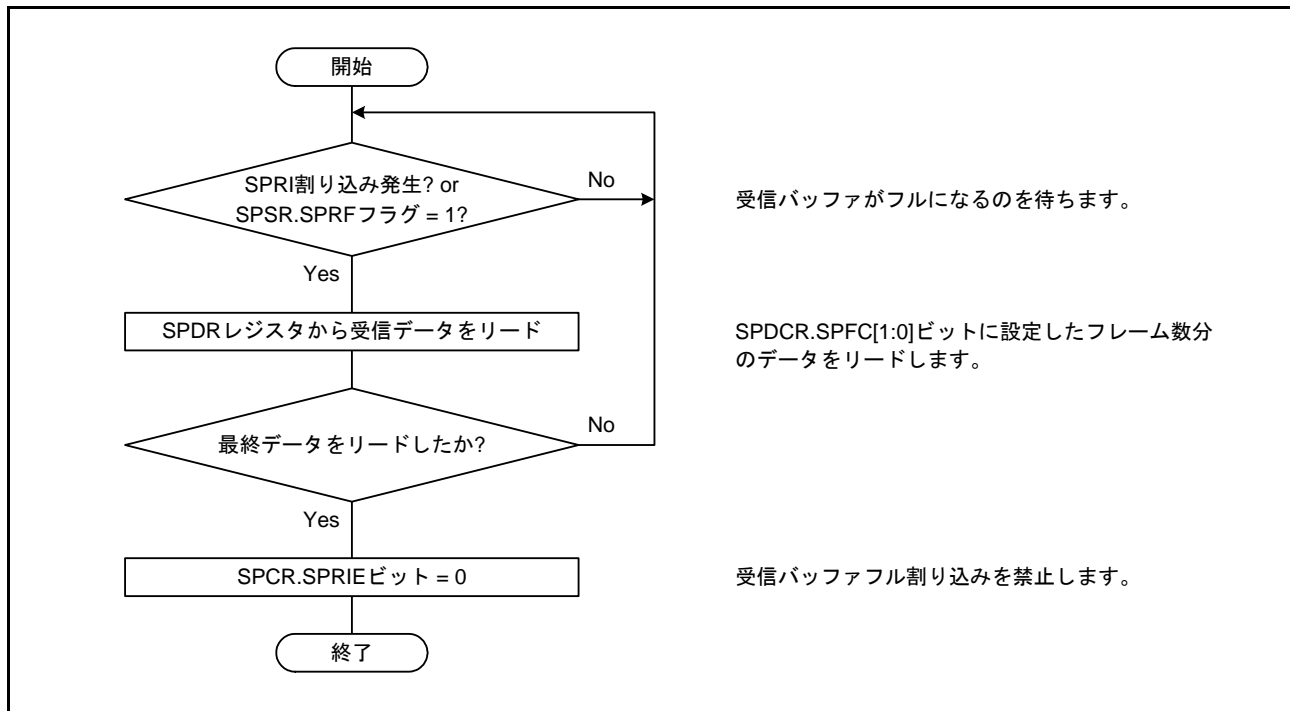 開始
SPRI割り込み発生? or
SPSR.SPRFフラグ = 1?
No
受信バッファがフルになるのを待ちます。
Yes
SPDRレジスタから受信データをリード
SPDCR.SPFC[1:0]ビットに設定したフレーム数分
のデータをリードします。
最終データをリードしたか?
No
Yes
SPCR.SPRIEビット = 0
受信バッファフル割り込みを禁止します。
終了